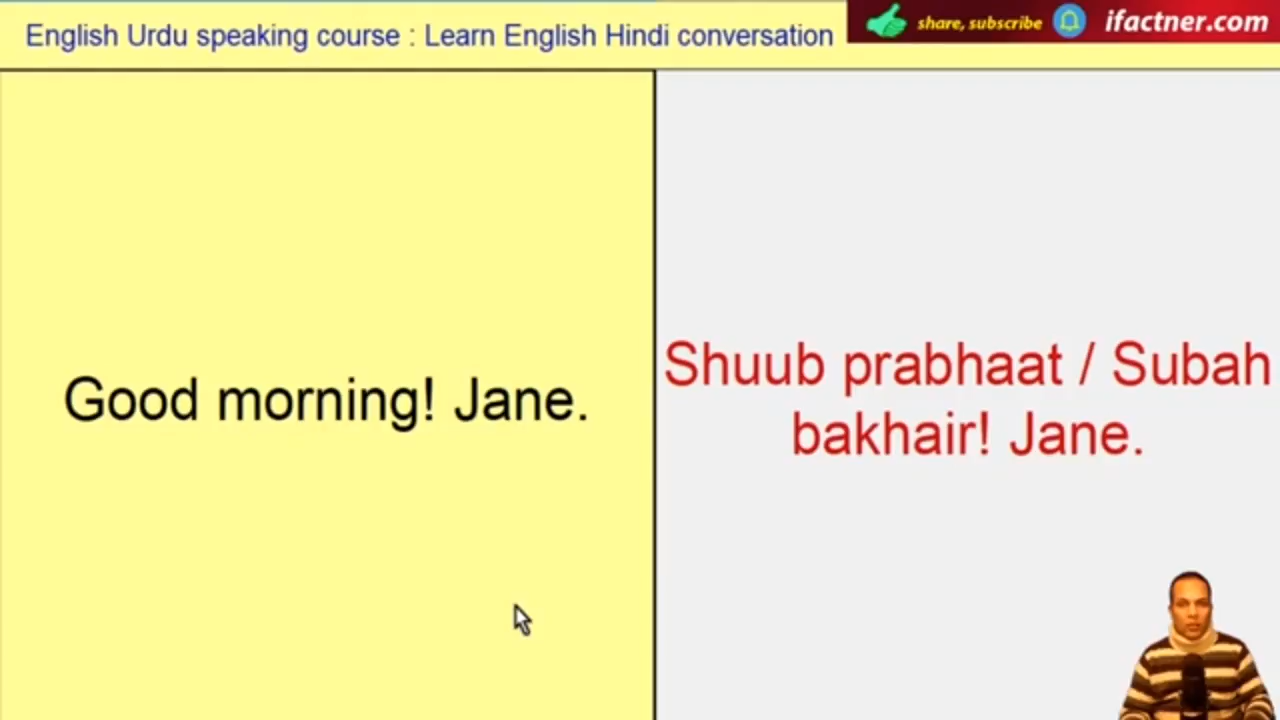 English Urdu speaking course : Learn English Hindi conversation
share, subscribe
ifactner.com
Good morning! Jane.
Shuub prabhaat / Subah
bakhair! Jane.